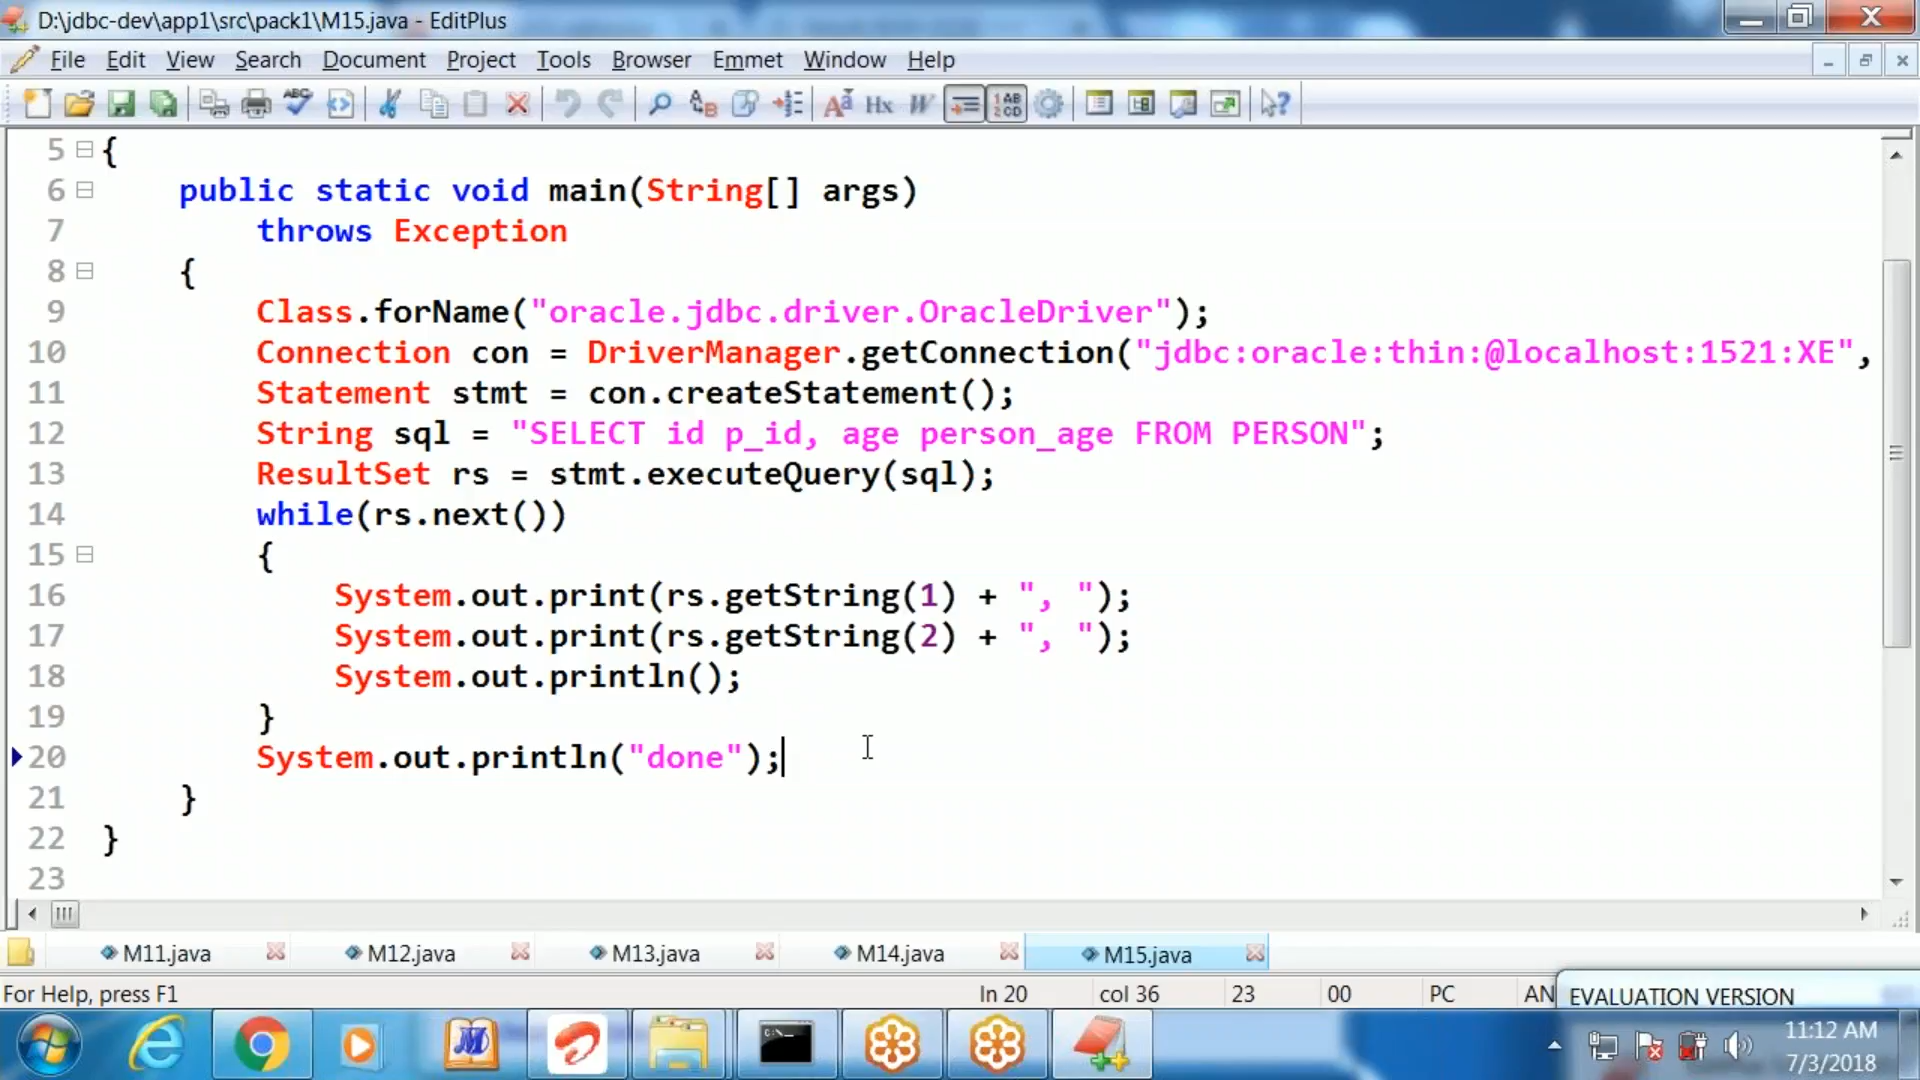 D:\jdbc-dev\app1\src\pack1\M15.java - EditPlus
File Edit View Search Document Project Tools Browser Emmet Window Help
5 {
6 public static void main(String[] args)
7 throws Exception
8 {
9 Class.forName("oracle.jdbc.driver.OracleDriver");
10 Connection con = DriverManager.getConnection("jdbc:oracle:thin:@localhost:1521:XE",
11 Statement stmt = con.createStatement();
12 String sql = "SELECT id p_id, age person_age FROM PERSON";
13 ResultSet rs = stmt.executeQuery(sql);
14 while(rs.next())
15 {
16 System.out.print(rs.getString(1) + ", ");
17 System.out.print(rs.getString(2) + ", ");
18 System.out.println();
19 }
20 System.out.println("done");
21 }
22 }
23
M11.java M12.java M13.java M14.java M15.java
For Help, press F1 ln 20 col 36 23 00 PC AN EVALUATION VERSION
11:12 AM
7/3/2018